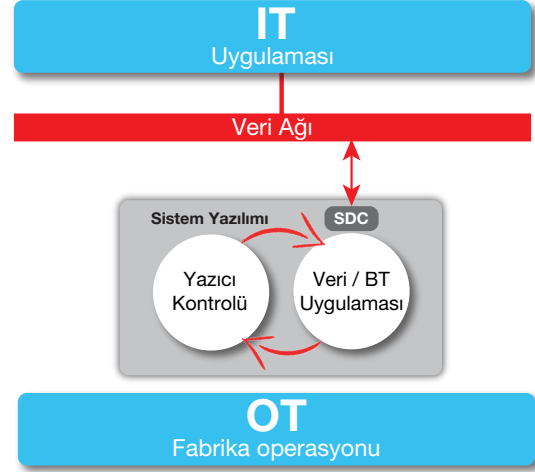 IT
Uygulaması
Veri Ağı
Sistem Yazılımı SDC
Yazıcı
Kontrolü
Veri / BT
Uygulaması
OT
Fabrika operasyonu